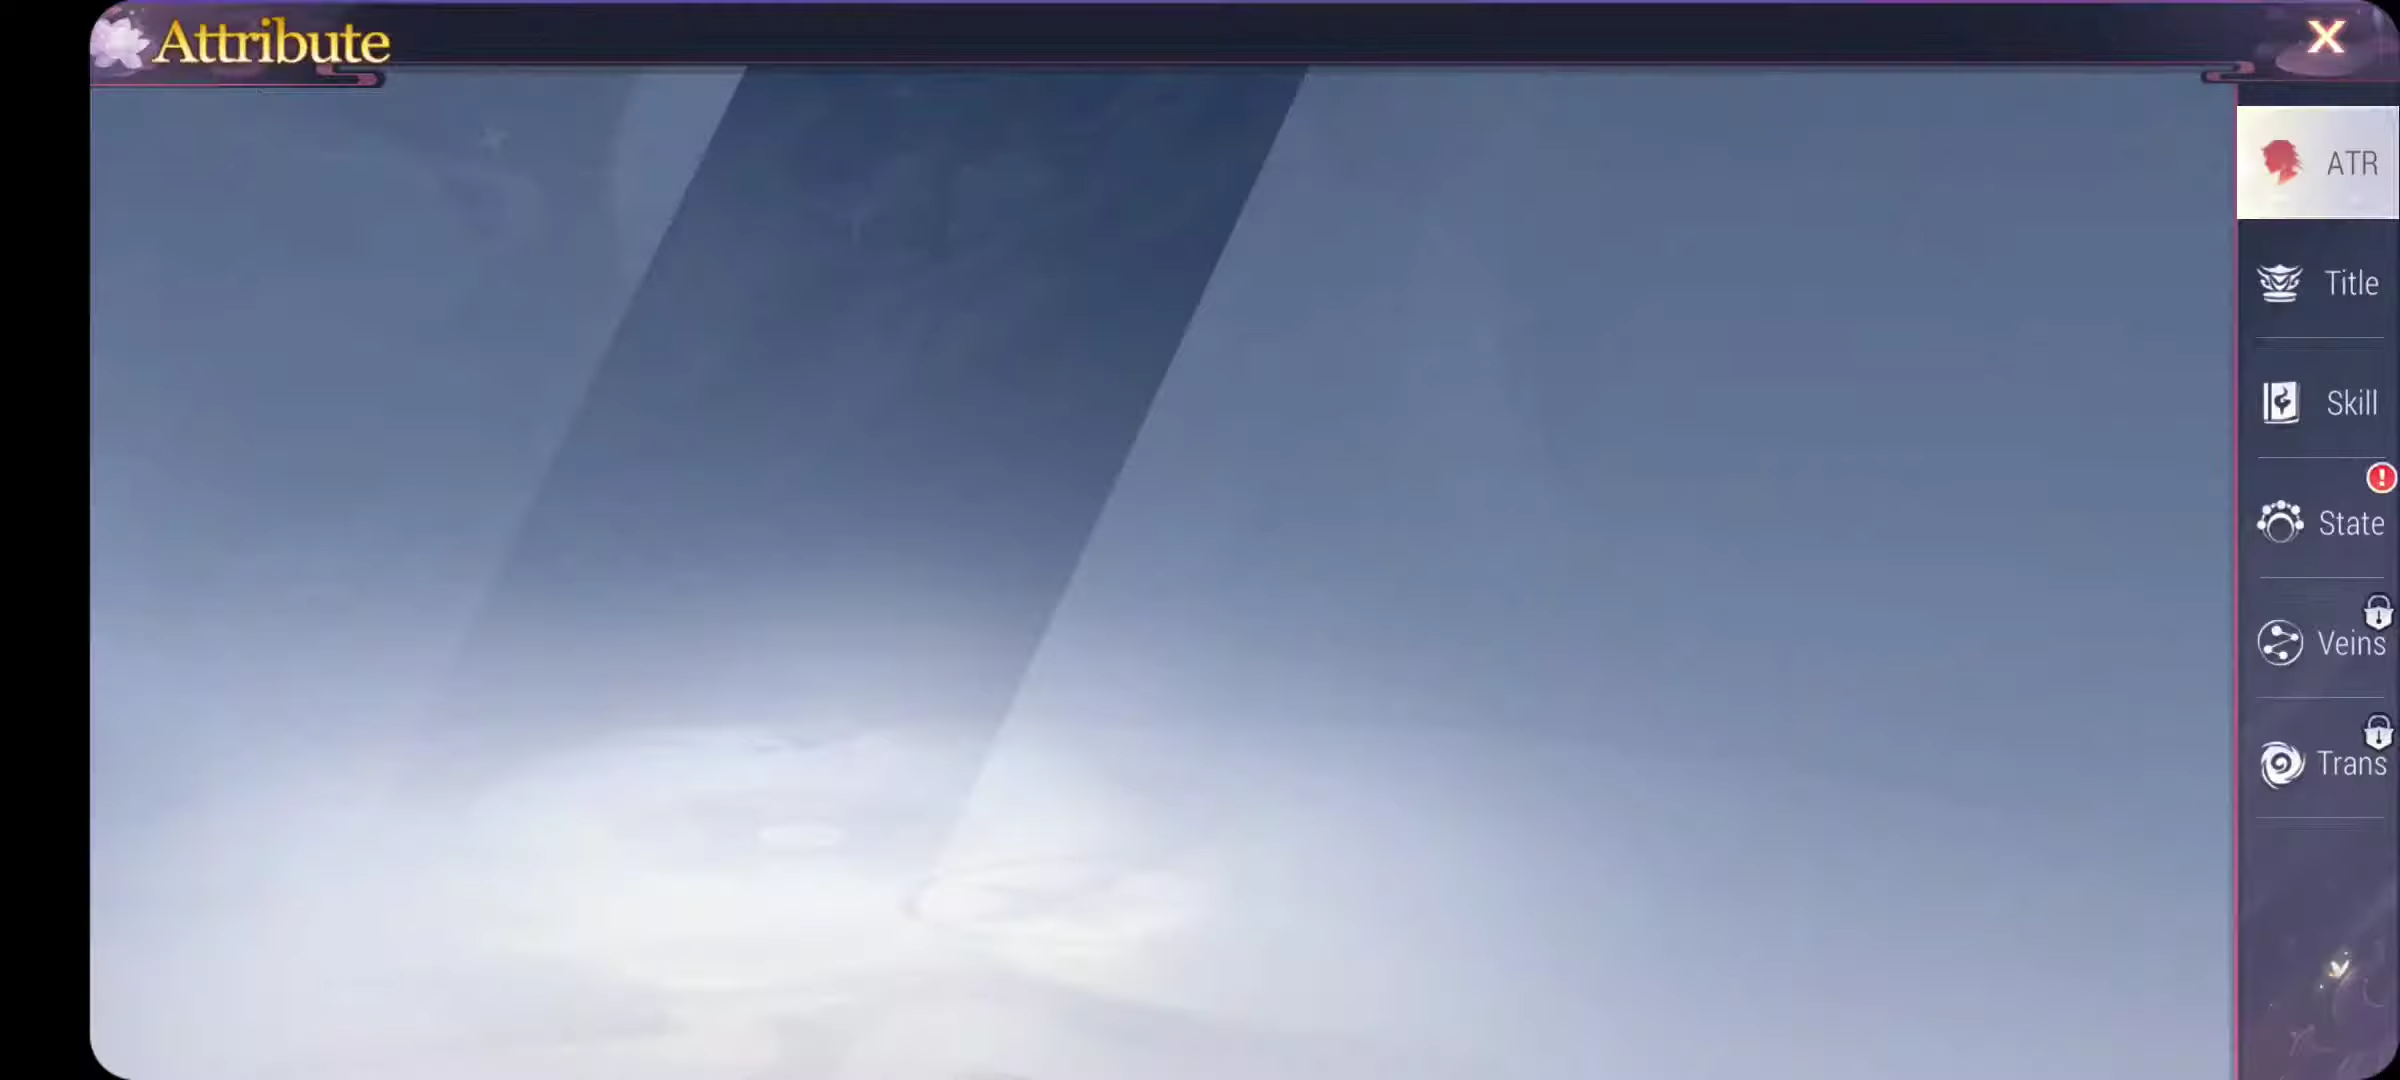 Attribute
X
ATR
Title
Skill
!
State
Veins
Trans